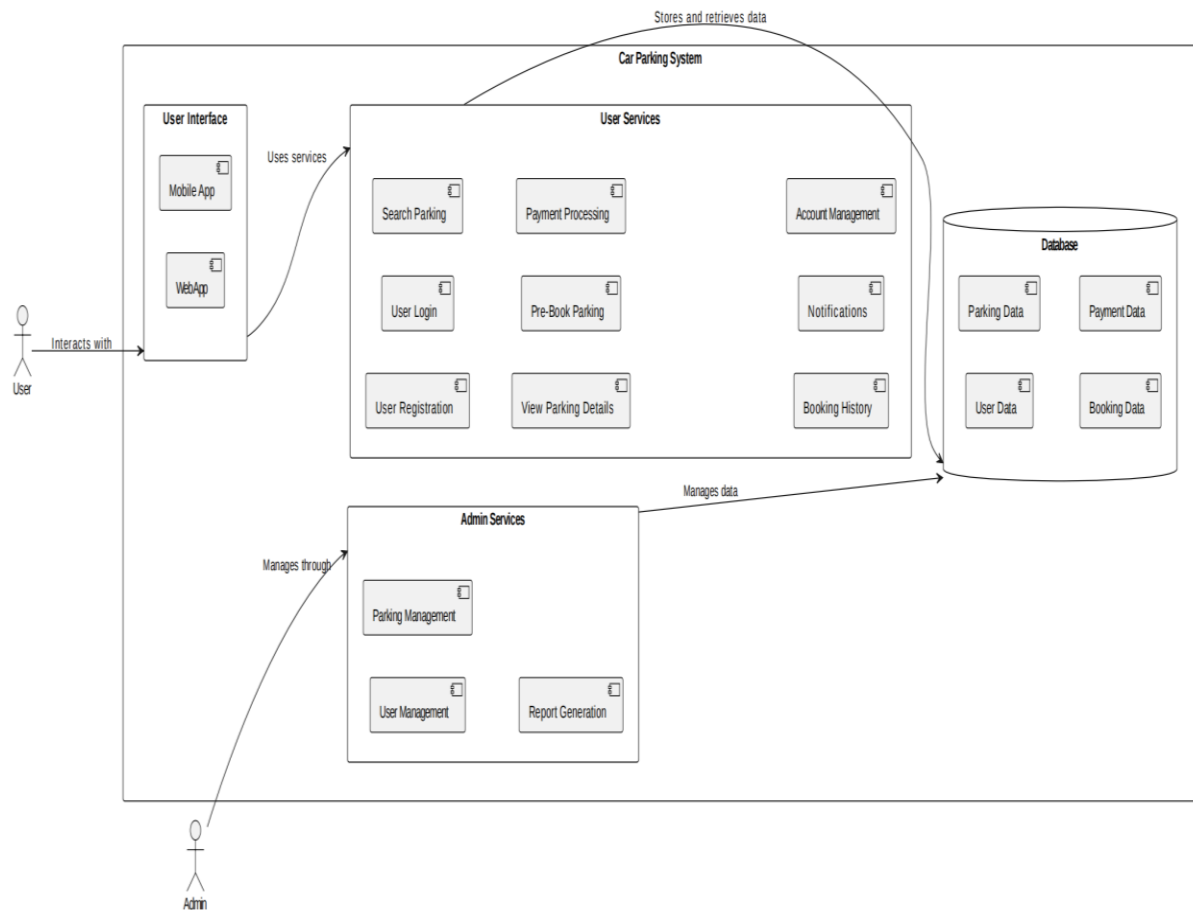 Stores and retrieves data
Car Parking System
User Interface
Mobile App
WebApp
Uses services
User Services
Search Parking
Payment Processing
Account Management
User Login
Pre-Book Parking
Notifications
User Registration
View Parking Details
Booking History
Database
Parking Data
Payment Data
User Data
Booking Data
Interacts with
User
Manages data
Admin Services
Manages through
Parking Management
User Management
Report Generation
Admin